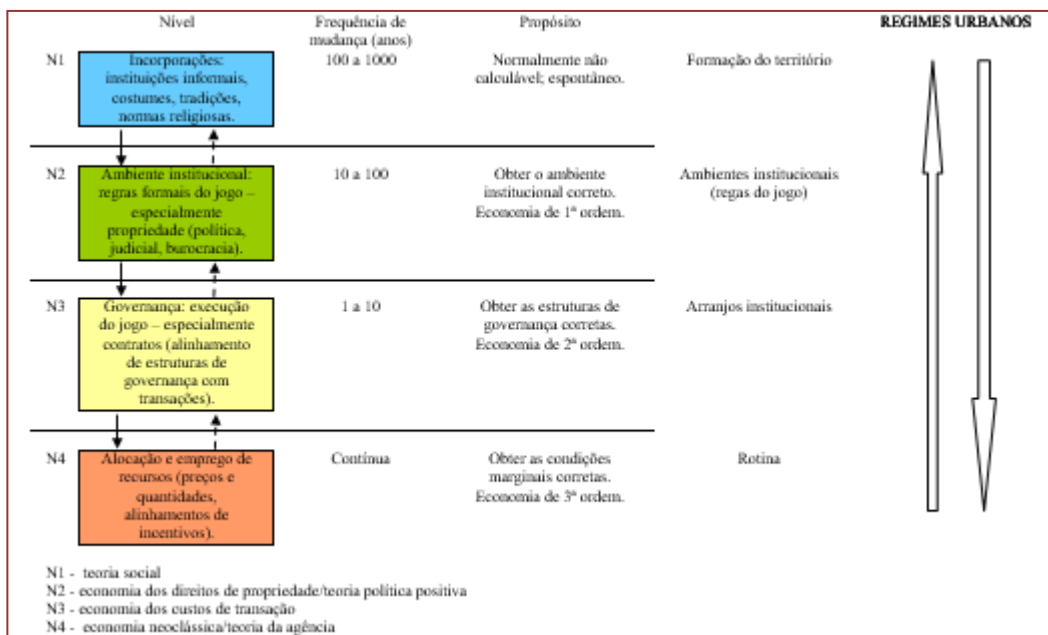 Nível
Frequência de
mudança (anos)
Propósito
REGIMES URBANOS
N1
Incorporações:
instituições informais,
costumes, tradições,
normas religiosas.
100 a 1000
Normalmente não
calculável; espontâneo.
Formação do território
N2
Ambiente institucional:
regras formais do jogo –
especialmente
propriedade (política,
judicial, burocracia).
10 a 100
Obter o ambiente
institucional correto.
Economia de 1ª ordem.
Ambientes institucionais
(regas do jogo)
N3
Governança: execução
do jogo – especialmente
contratos (alinhamento
de estruturas de
governança com
transações).
1 a 10
Obter as estruturas de
governança corretas.
Economia de 2ª ordem.
Arranjos institucionais
N4
Alocação e emprego de
recursos (preços e
quantidades,
alinhamentos de
incentivos).
Contínua
Obter as condições
marginais corretas.
Economia de 3ª ordem.
Rotina
N1 - teoria social
N2 - economia dos direitos de propriedade/teoria política positiva
N3 - economia dos custos de transação
N4 - economia neoclássica/teoria da agência